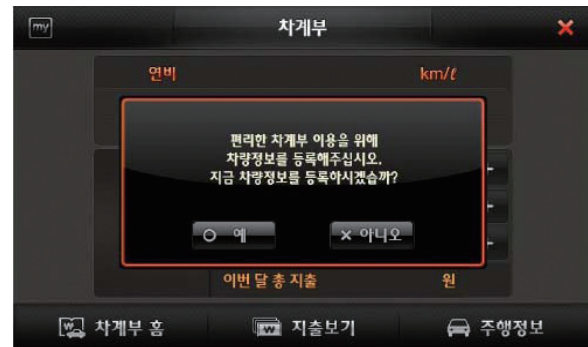 my
차계부
연비 km/ℓ
편리한 차계부 이용을 위해
차량정보를 등록해주십시오.
지금 차량정보를 등록하시겠습까?
예 아니오
이번 달 총 지출 원
차계부 홈 지출보기 주행정보